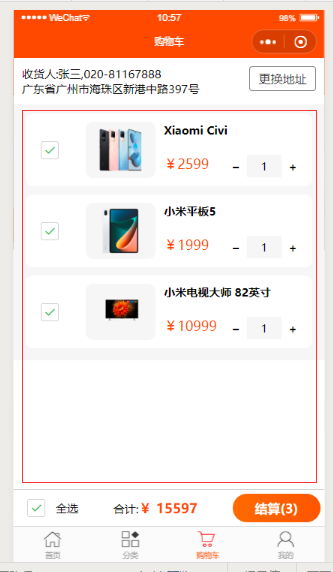 WeChat
10:57
98%
购物车
收货人:张三,020-81167888
广东省广州市海珠区新港中路397号
更换地址
Xiaomi Civi
￥2599
- 1 +
小米平板5
￥1999
- 1 +
小米电视大师 82英寸
￥10999
- 1 +
全选
合计:￥ 15597
结算(3)
首页
分类
购物车
我的